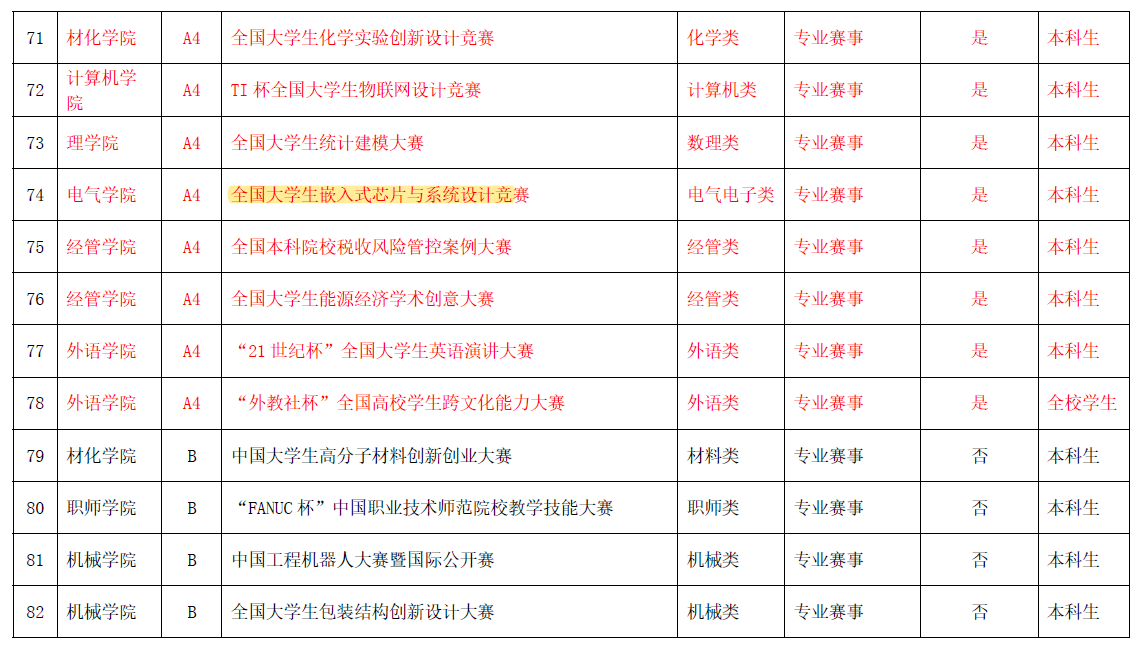 71 材化学院 A4 全国大学生化学实验创新设计竞赛 化学类 专业赛事 是 本科生
72 计算机学院 A4 TI 杯全国大学生物联网设计竞赛 计算机类 专业赛事 是 本科生
73 理学院 A4 全国大学生统计建模大赛 数理类 专业赛事 是 本科生
74 电气学院 A4 全国大学生嵌入式芯片与系统设计竞赛 电气电子类 专业赛事 是 本科生
75 经管学院 A4 全国本科院校税收风险管控案例大赛 经管类 专业赛事 是 本科生
76 经管学院 A4 全国大学生能源经济学术创意大赛 经管类 专业赛事 是 本科生
77 外语学院 A4 “21 世纪杯”全国大学生英语演讲大赛 外语类 专业赛事 是 本科生
78 外语学院 A4 “外教社杯”全国高校学生跨文化能力大赛 外语类 专业赛事 是 全校学生
79 材化学院 B 中国大学生高分子材料创新创业大赛 材料类 专业赛事 否 本科生
80 职师学院 B “FANUC 杯”中国职业技术师范院校教学技能大赛 职师类 专业赛事 否 本科生
81 机械学院 B 中国工程机器人大赛暨国际公开赛 机械类 专业赛事 否 本科生
82 机械学院 B 全国大学生包装结构创新设计大赛 机械类 专业赛事 否 本科生